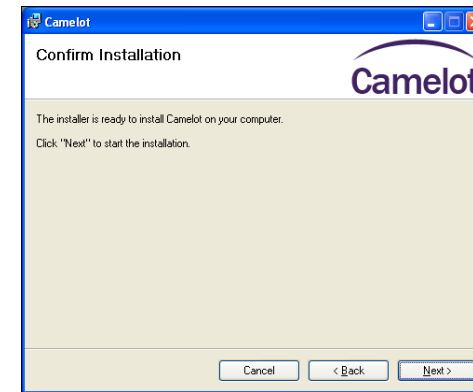 Camelot
Confirm Installation
Camelot
The installer is ready to install Camelot on your computer.
Click "Next" to start the installation.
Cancel
< Back
Next >